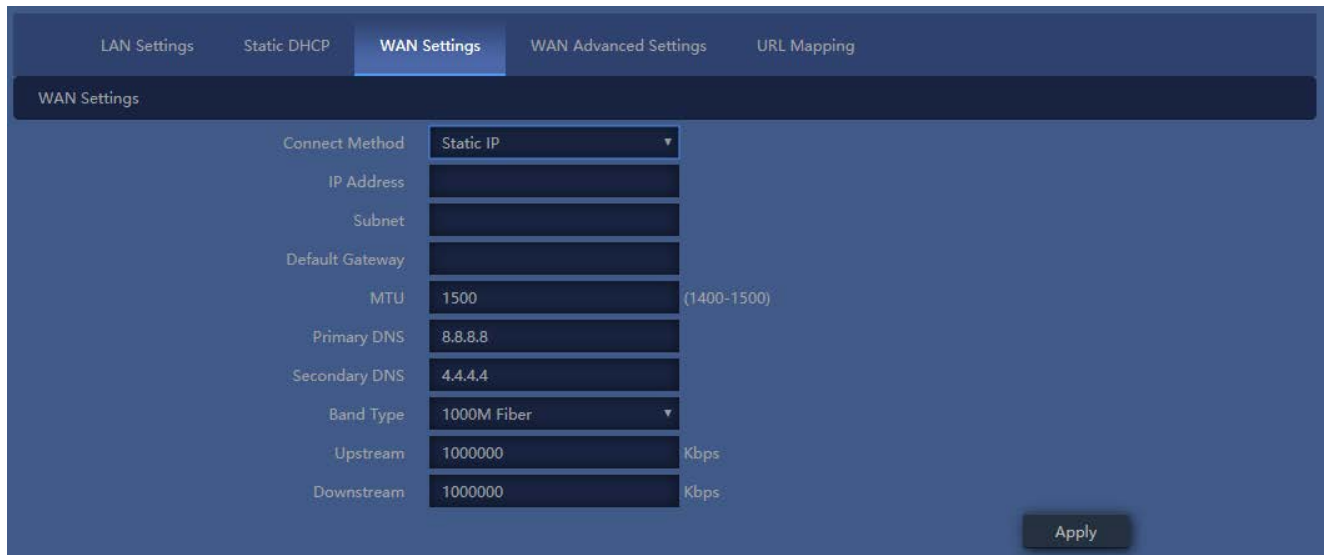 LAN Settings Static DHCP WAN Settings WAN Advanced Settings URL Mapping
WAN Settings
Connect Method Static IP
IP Address
Subnet
Default Gateway
MTU 1500 (1400-1500)
Primary DNS 8.8.8.8
Secondary DNS 4.4.4.4
Band Type 1000M Fiber
Upstream 1000000 Kbps
Downstream 1000000 Kbps
Apply